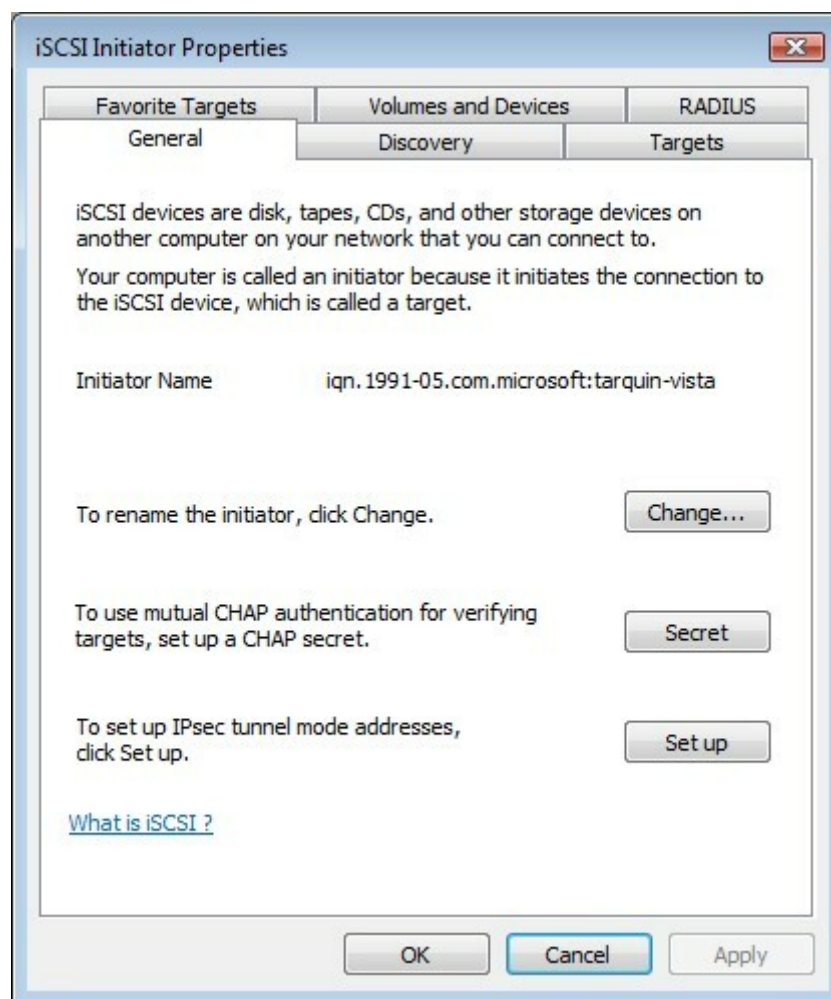 iSCSI Initiator Properties
Favorite Targets
Volumes and Devices
RADIUS
General
Discovery
Targets
iSCSI devices are disk, tapes, CDs, and other storage devices on
another computer on your network that you can connect to.
Your computer is called an initiator because it initiates the connection to
the iSCSI device, which is called a target.
Initiator Name
iqn.1991-05.com.microsoft:tarquin-vista
To rename the initiator, click Change.
Change...
To use mutual CHAP authentication for verifying
targets, set up a CHAP secret.
Secret
To set up IPsec tunnel mode addresses,
click Set up.
Set up
What is iSCSI ?
OK
Cancel
Apply